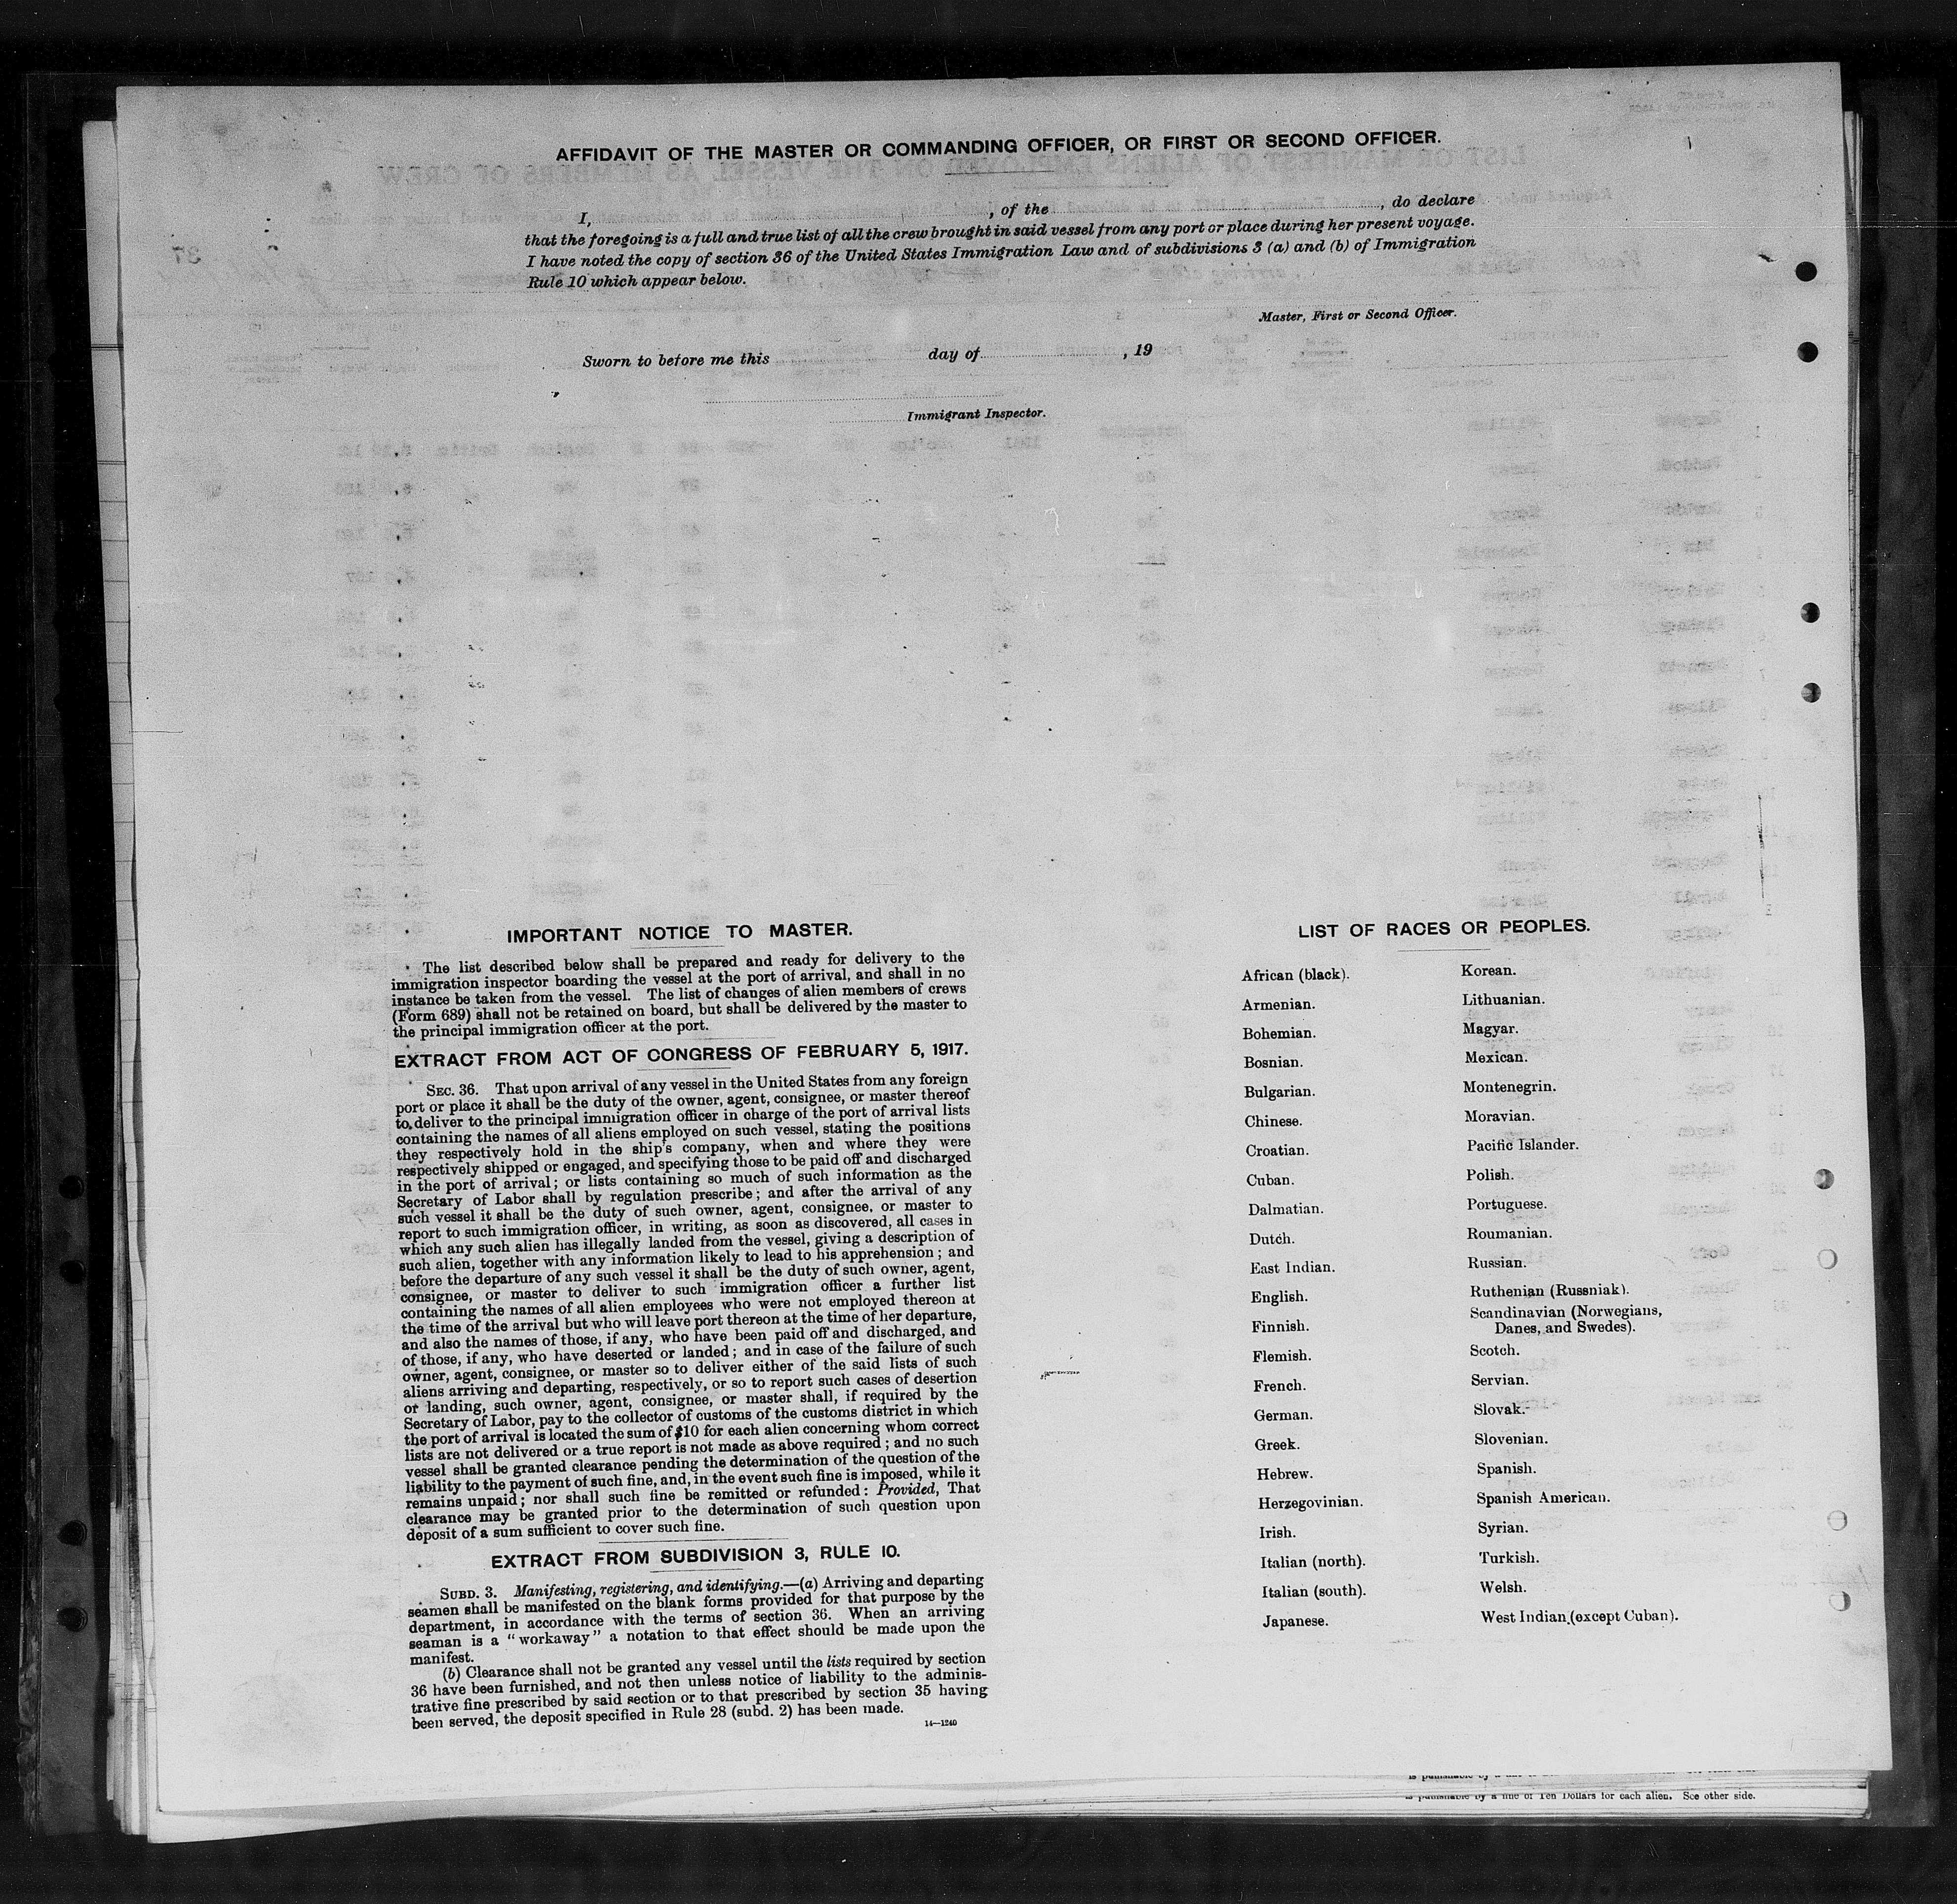 AFFIDAVIT OF THE MASTER OR COMMANDING OFFICER, OR FIRST OR SECOND OFFICER.
I, , of the , do declare
that the foregoing is a full and true list of all the crew brought in said vessel from any port or place during her present voyage.
I have noted the copy of section 36 of the United States Immigration Law and of subdivisions 3 (a) and (b) of Immigration
Rule 10 which appear below.
Master, First or Second Officer.
Sworn to before me this day of , 19
Immigrant Inspector.
IMPORTANT NOTICE TO MASTER.
The list described below shall be prepared and ready for delivery to the
immigration inspector boarding the vessel at the port of arrival, and shall in no
instance be taken from the vessel. The list of changes of alien members of crews
(Form 689) shall not be retained on board, but shall be delivered by the master to
the principal immigration officer at the port.
EXTRACT FROM ACT OF CONGRESS OF FEBRUARY 5, 1917.
SEC. 36. That upon arrival of any vessel in the United States from any foreign
port or place it shall be the duty of the owner, agent, consignee, or master thereof
to deliver to the principal immigration officer in charge of the port of arrival lists
containing the names of all aliens employed on such vessel, stating the positions
they respectively hold in the ship's company, when and where they were
respectively shipped or engaged, and specifying those to be paid off and discharged
in the port of arrival; or lists containing so much of such information as the
Secretary of Labor shall by regulation prescribe; and after the arrival of any
such vessel it shall be the duty of such owner, agent, consignee, or master to
report to such immigration officer, in writing, as soon as discovered, all cases in
which any such alien has illegally landed from the vessel, giving a description of
such alien, together with any information likely to lead to his apprehension; and
before the departure of any such vessel it shall be the duty of such owner, agent,
consignee, or master to deliver to such immigration officer a further list
containing the names of all alien employees who were not employed thereon at
the time of the arrival but who will leave port thereon at the time of her departure,
and also the names of those, if any, who have been paid off and discharged, and
of those, if any, who have deserted or landed; and in case of the failure of such
owner, agent, consignee, or master so to deliver either of the said lists of such
aliens arriving and departing, respectively, or so to report such cases of desertion
or landing, such owner, agent, consignee, or master shall, if required by the
Secretary of Labor, pay to the collector of customs of the customs district in which
the port of arrival is located the sum of $10 for each alien concerning whom correct
lists are not delivered or a true report is not made as above required; and no such
vessel shall be granted clearance pending the determination of the question of the
liability to the payment of such fine, and, in the event such fine is imposed, while it
remains unpaid; nor shall such fine be remitted or refunded: Provided, That
clearance may be granted prior to the determination of such question upon
deposit of a sum sufficient to cover such fine.
EXTRACT FROM SUBDIVISION 3, RULE 10.
SUBD. 3. Manifesting, registering, and identifying.—(a) Arriving and departing
seamen shall be manifested on the blank forms provided for that purpose by the
department, in accordance with the terms of section 36. When an arriving
seaman is a "workaway" a notation to that effect should be made upon the
manifest.
(b) Clearance shall not be granted any vessel until the lists required by section
36 have been furnished, and not then unless notice of liability to the adminis-
trative fine prescribed by said section or to that prescribed by section 35 having
been served, the deposit specified in Rule 28 (subd. 2) has been made.
14—1240
LIST OF RACES OR PEOPLES.
African (black).
Armenian.
Bohemian.
Bosnian.
Bulgarian.
Chinese.
Croatian.
Cuban.
Dalmatian.
Dutch.
East Indian.
English.
Finnish.
Flemish.
French.
German.
Greek.
Hebrew.
Herzegovinian.
Irish.
Italian (north).
Italian (south).
Japanese.
Korean.
Lithuanian.
Magyar.
Mexican.
Montenegrin.
Moravian.
Pacific Islander.
Polish.
Portuguese.
Roumanian.
Russian.
Ruthenian (Russniak).
Scandinavian (Norwegians,
Danes, and Swedes).
Scotch.
Servian.
Slovak.
Slovenian.
Spanish.
Spanish American.
Syrian.
Turkish.
Welsh.
West Indian (except Cuban).
is punishable by a fine of Ten Dollars for each alien. See other side.